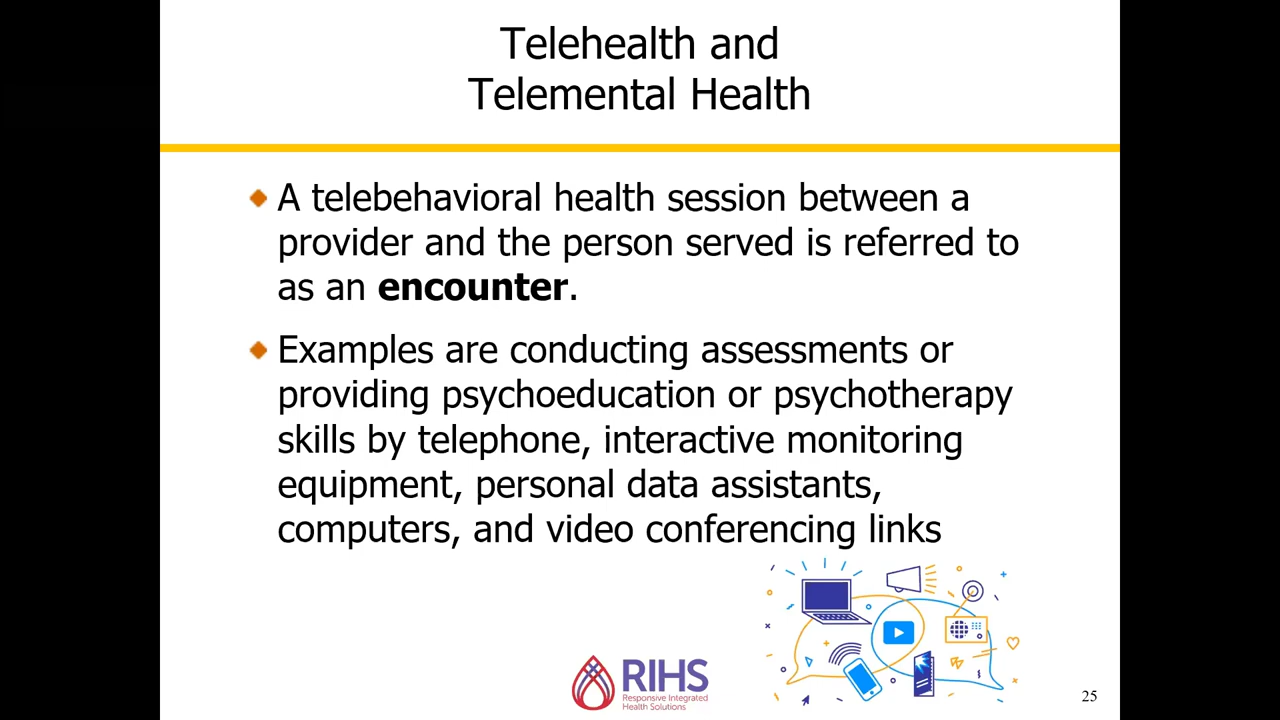 Telehealth and
Telemental Health
A telebehavioral health session between a
provider and the person served is referred to
as an encounter.
Examples are conducting assessments or
providing psychoeducation or psychotherapy
skills by telephone, interactive monitoring
equipment, personal data assistants,
computers, and video conferencing links
RIHS
Responsive Integrated
Health Solutions
25